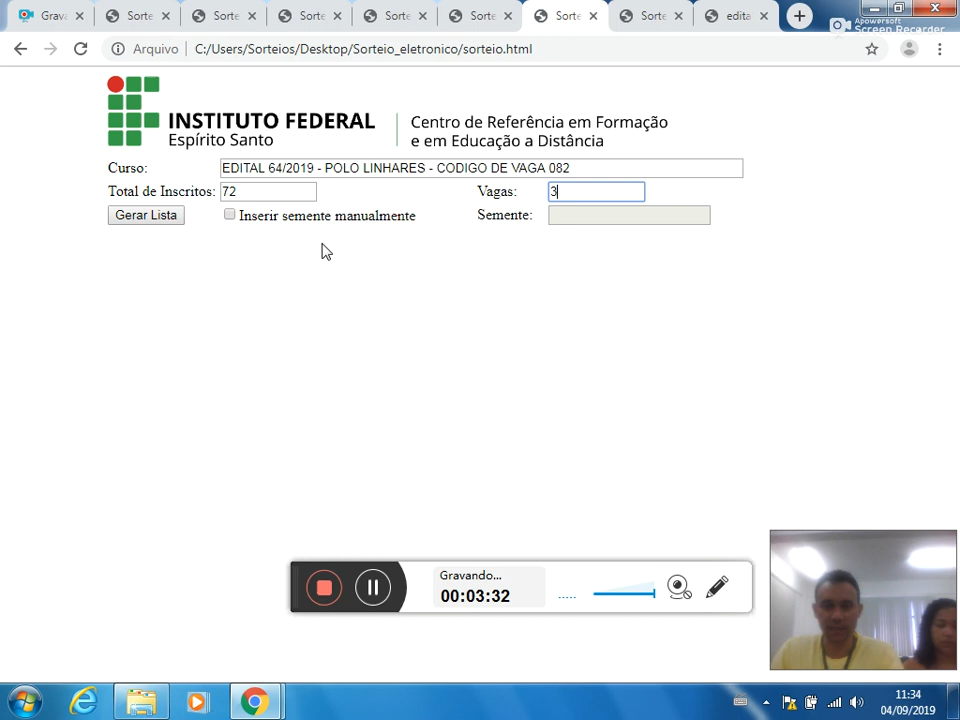 Grava
Sorte
Sorte
Sorte
Sorte
Sorte
Sorte
Sorte
edita
Apowersoft
Screen Recorder
Arquivo
C:/Users/Sorteios/Desktop/Sorteio_eletronico/sorteio.html
INSTITUTO FEDERAL
Espírito Santo
Centro de Referência em Formação
e em Educação a Distância
Curso: EDITAL 64/2019 - POLO LINHARES - CODIGO DE VAGA 082
Total de Inscritos: 72 Vagas: 3
Gerar Lista Inserir semente manualmente Semente:
Gravando...
00:03:32
11:34
04/09/2019